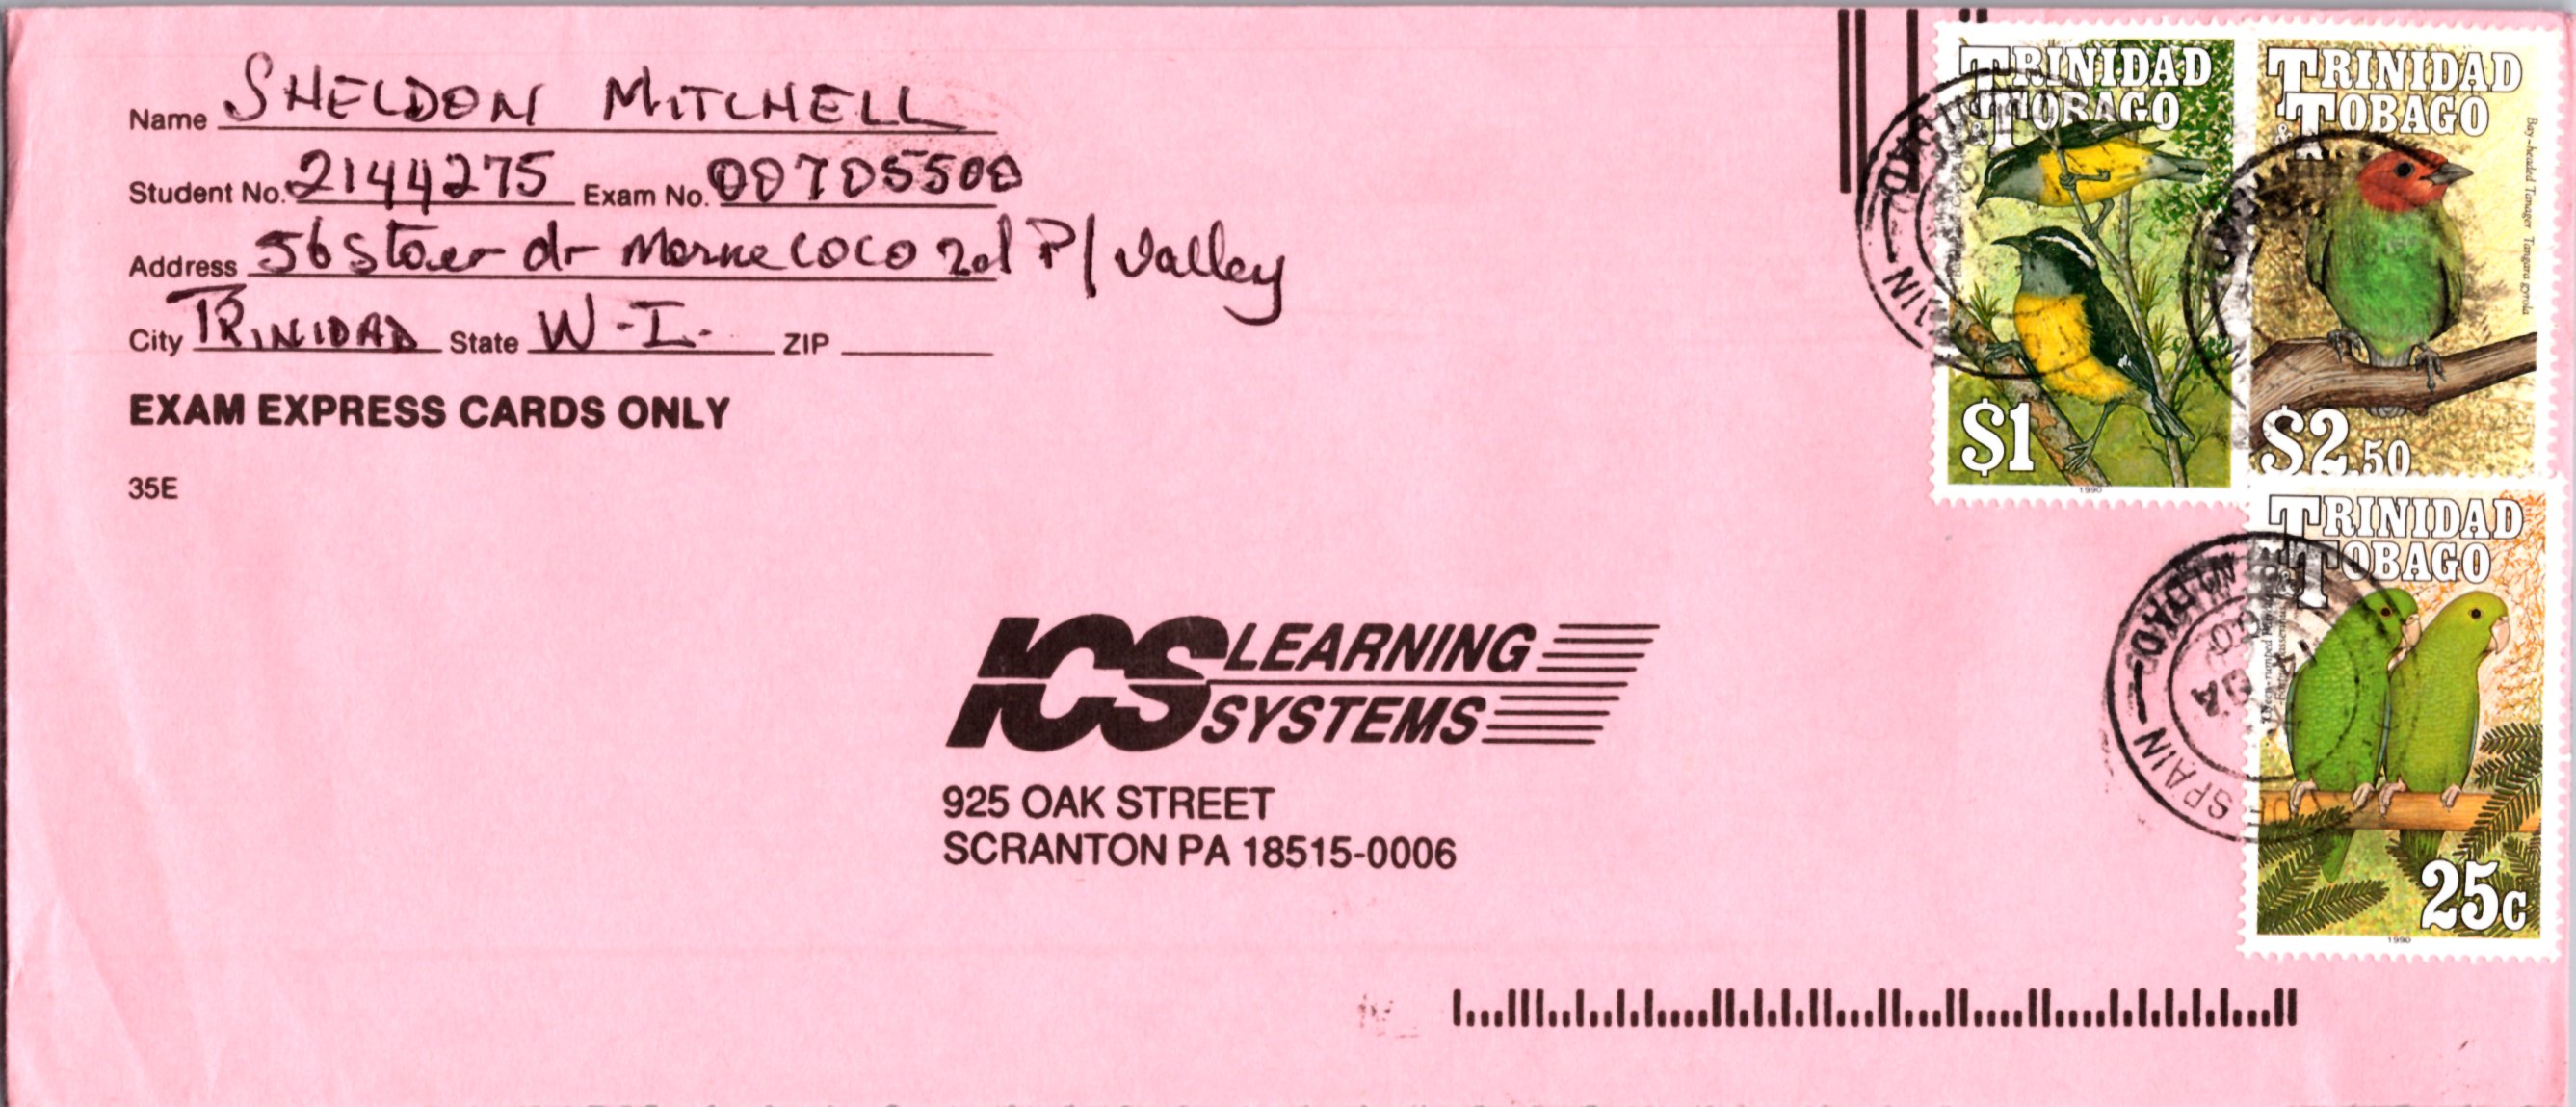 Name SHELDON MITCHELL
Student No. 2144275 Exam No. 00705500
Address 56 Stoer dr Morne COCO 2d P/Valley
City TRINIDAD State W-I. ZIP
EXAM EXPRESS CARDS ONLY
35E
ICS LEARNING SYSTEMS
925 OAK STREET
SCRANTON PA 18515-0006
TRINIDAD
& TOBAGO
$1
1990
TRINIDAD
& TOBAGO
Bay-headed Tanager Tangara gyrola
$2.50
TRINIDAD
& TOBAGO
25c
1990
TRINIDAD
SPAIN